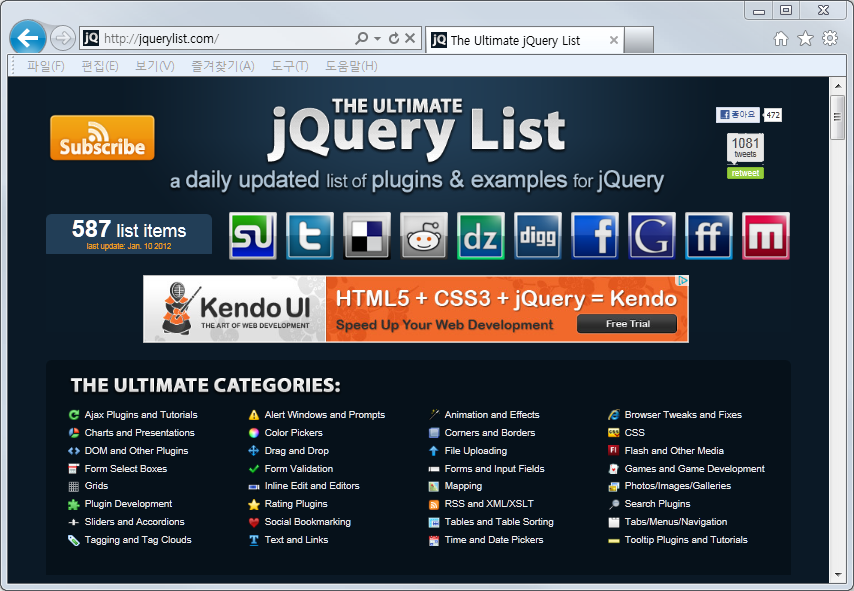 jQ http://jquerylist.com/
jQ The Ultimate jQuery List
파일(F) 편집(E) 보기(V) 즐겨찾기(A) 도구(T) 도움말(H)
Subscribe
THE ULTIMATE
jQuery List
a daily updated list of plugins & examples for jQuery
좋아요 472
1081
tweets
retweet
587 list items
last update: Jan. 10 2012
su t dz digg f G ff m
Kendo UI
THE ART OF WEB DEVELOPMENT
HTML5 + CSS3 + jQuery = Kendo
Speed Up Your Web Development
Free Trial
THE ULTIMATE CATEGORIES:
Ajax Plugins and Tutorials Alert Windows and Prompts Animation and Effects Browser Tweaks and Fixes
Charts and Presentations Color Pickers Corners and Borders CSS
DOM and Other Plugins Drag and Drop File Uploading Flash and Other Media
Form Select Boxes Form Validation Forms and Input Fields Games and Game Development
Grids Inline Edit and Editors Mapping Photos/Images/Galleries
Plugin Development Rating Plugins RSS and XML/XSLT Search Plugins
Sliders and Accordions Social Bookmarking Tables and Table Sorting Tabs/Menus/Navigation
Tagging and Tag Clouds Text and Links Time and Date Pickers Tooltip Plugins and Tutorials